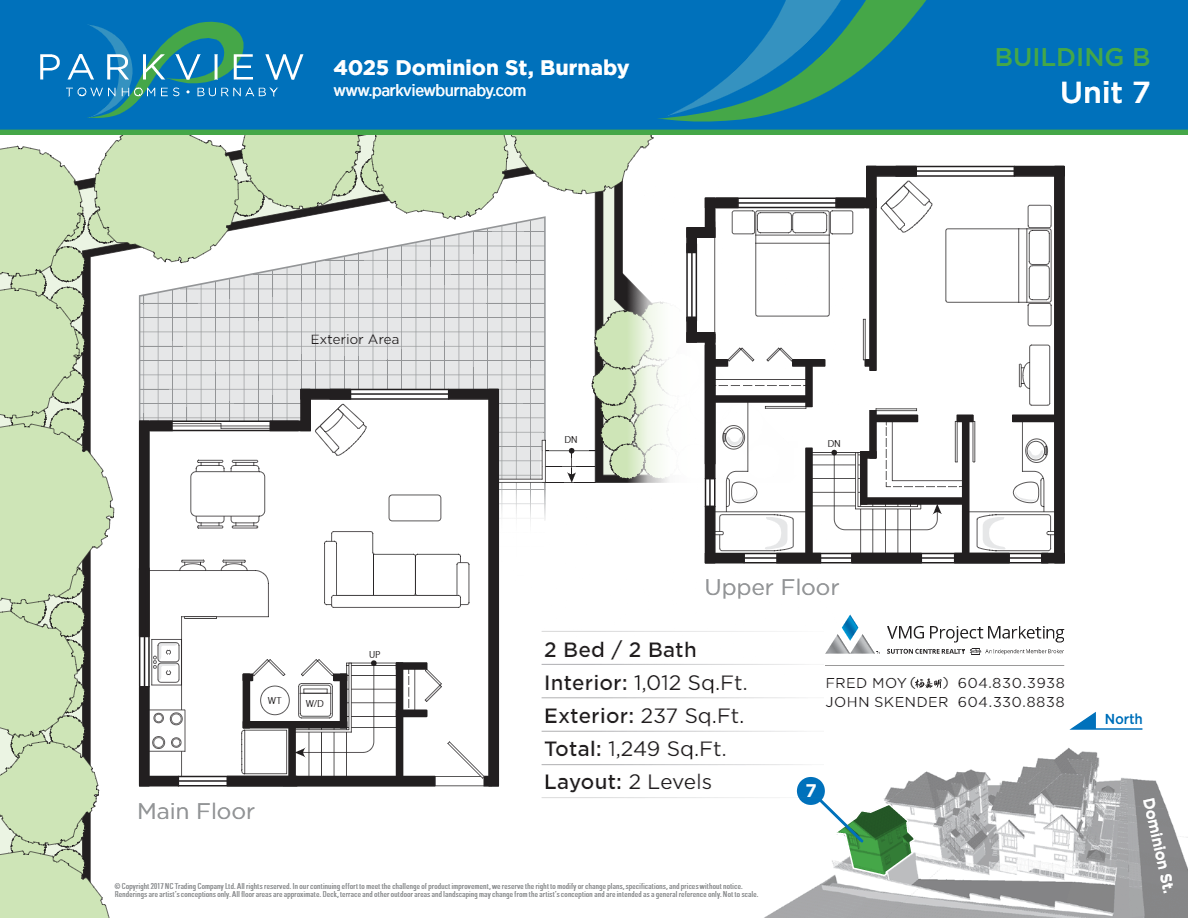 PARKVIEW
TOWNHOMES • BURNABY
4025 Dominion St, Burnaby
www.parkviewburnaby.com
BUILDING B
Unit 7
Exterior Area
DN
DN
UP
WT
W/D
Main Floor
Upper Floor
2 Bed / 2 Bath
Interior: 1,012 Sq.Ft.
Exterior: 237 Sq.Ft.
Total: 1,249 Sq.Ft.
Layout: 2 Levels
VMG Project Marketing
SUTTON CENTRE REALTY An Independent Member Broker
FRED MOY 604.830.3938
JOHN SKENDER 604.330.8838
North
7
Dominion St.
© Copyright 2017 NC Trading Company Ltd. All rights reserved. In our continuing effort to meet the challenge of product improvement, we reserve the right to modify or change plans, specifications, and prices without notice.
Renderings are artist's conceptions only. All floor areas are approximate. Deck, terrace and other outdoor areas and landscaping may change from the artist's conception and are intended as a general reference only. Not to scale.